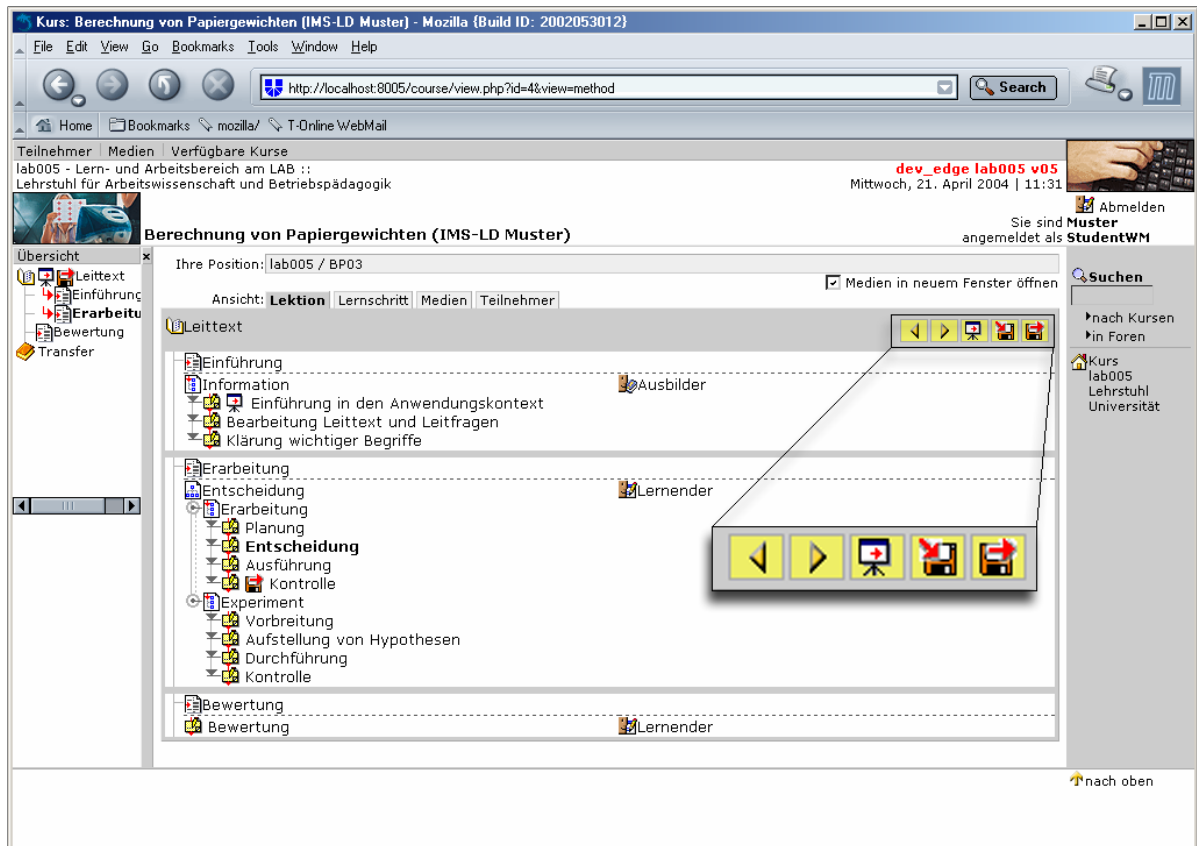 Kurs: Berechnung von Papiergewichten (IMS-LD Muster) - Mozilla {Build ID: 2002053012}
File Edit View Go Bookmarks Tools Window Help
http://localhost:8005/course/view.php?id=4&view=method
Search
Home Bookmarks mozilla/ T-Online WebMail
Teilnehmer Medien Verfügbare Kurse
lab005 - Lern- und Arbeitsbereich am LAB ::
Lehrstuhl für Arbeitswissenschaft und Betriebspädagogik
dev_edge lab005 v05
Mittwoch, 21. April 2004 | 11:31
Abmelden
Berechnung von Papiergewichten (IMS-LD Muster)
Sie sind Muster
angemeldet als StudentWM
Übersicht x
Leittext
Einführung
Erarbeitu
Bewertung
Transfer
Ihre Position: lab005 / BP03
Medien in neuem Fenster öffnen
Ansicht: Lektion Lernschritt Medien Teilnehmer
Leittext
Einführung
Information Ausbilder
Einführung in den Anwendungskontext
Bearbeitung Leittext und Leitfragen
Klärung wichtiger Begriffe
Erarbeitung
Entscheidung Lernender
Erarbeitung
Planung
Entscheidung
Ausführung
Kontrolle
Experiment
Vorbreitung
Aufstellung von Hypothesen
Durchführung
Kontrolle
Bewertung
Bewertung Lernender
Suchen
nach Kursen
in Foren
Kurs
lab005
Lehrstuhl
Universität
nach oben